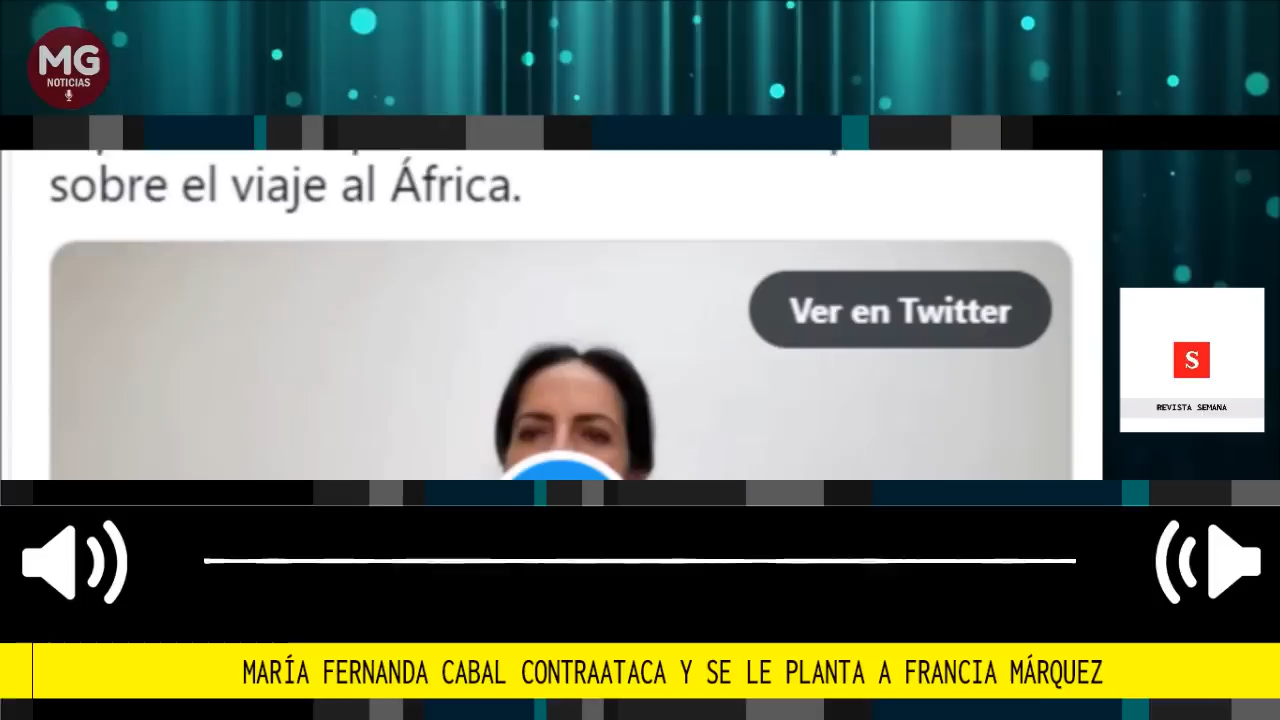 MG
NOTICIAS
sobre el viaje al África.
Ver en Twitter
S
REVISTA SEMANA
MARÍA FERNANDA CABAL CONTRAATACA Y SE LE PLANTA A FRANCIA MÁRQUEZ